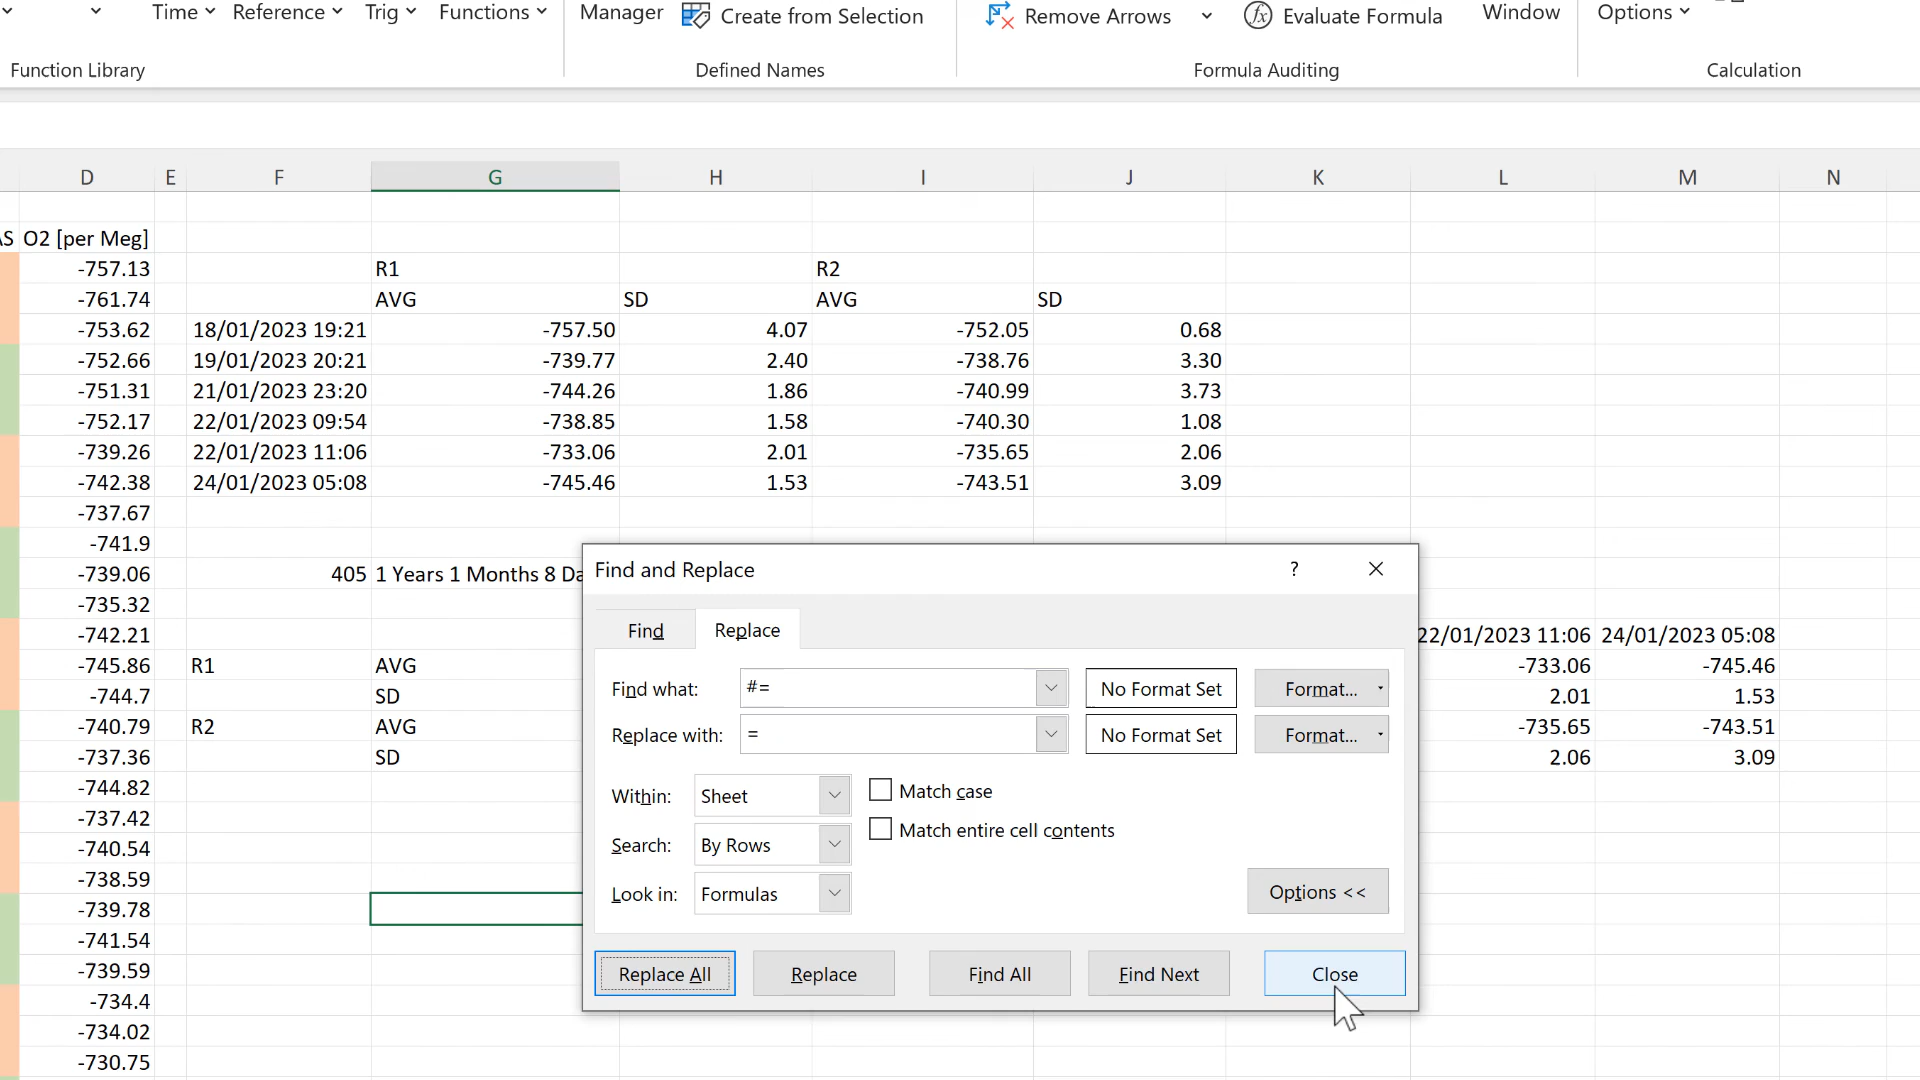 Time Reference Trig Functions Manager Create from Selection Remove Arrows Evaluate Formula Window Options
Function Library Defined Names Formula Auditing Calculation
D E F G H I J K L M N
AS O2 [per Meg]
-757.13 R1 R2
-761.74 AVG SD AVG SD
-753.62 18/01/2023 19:21 -757.50 4.07 -752.05 0.68
-752.66 19/01/2023 20:21 -739.77 2.40 -738.76 3.30
-751.31 21/01/2023 23:20 -744.26 1.86 -740.99 3.73
-752.17 22/01/2023 09:54 -738.85 1.58 -740.30 1.08
-739.26 22/01/2023 11:06 -733.06 2.01 -735.65 2.06
-742.38 24/01/2023 05:08 -745.46 1.53 -743.51 3.09
-737.67
-741.9
-739.06 405 1 Years 1 Months 8 Da
-735.32
-742.21 22/01/2023 11:06 24/01/2023 05:08
-745.86 R1 AVG -733.06 -745.46
-744.7 SD 2.01 1.53
-740.79 R2 AVG -735.65 -743.51
-737.36 SD 2.06 3.09
-744.82
-737.42
-740.54
-738.59
-739.78
-741.54
-739.59
-734.4
-734.02
-730.75
Find and Replace ?
Find Replace
Find what: #= No Format Set Format...
Replace with: = No Format Set Format...
Within: Sheet Match case
Match entire cell contents
Search: By Rows
Look in: Formulas Options <<
Replace All Replace Find All Find Next Close